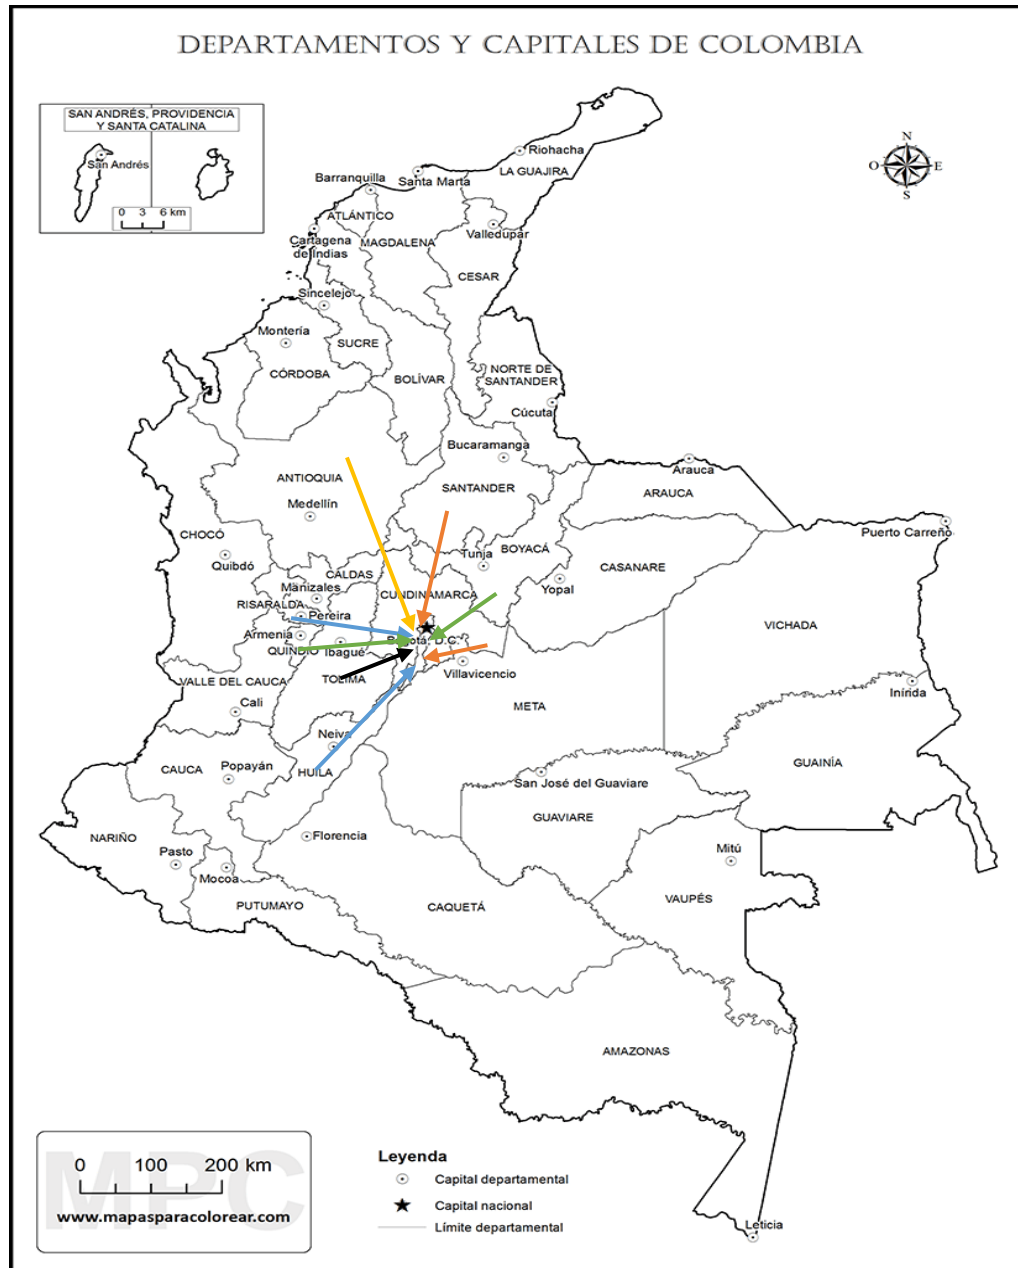 DEPARTAMENTOS Y CAPITALES DE COLOMBIA
SAN ANDRÉS, PROVIDENCIA
Y SANTA CATALINA
San Andrés
0 3 6 km
N
O
E
S
Riohacha
LA GUAJIRA
Santa Marta
Barranquilla
ATLÁNTICO
Valledupar
Cartagena
de Indias
MAGDALENA
CESAR
Sincelejo
Montería
SUCRE
CÓRDOBA
BOLÍVAR
NORTE DE
SANTANDER
Cúcuta
Bucaramanga
ANTIOQUIA
SANTANDER
Arauca
ARAUCA
Medellín
CHOCÓ
Puerto Carreño
Quibdó
Tunja
BOYACÁ
CASANARE
CALDAS
Manizales
CUNDINAMARCA
Yopal
RISARALDA
Pereira
Armenia
Bogotá, D.C.
VICHADA
QUINDÍO
Ibagué
Villavicencio
VALLE DEL CAUCA
TOLIMA
Inírida
Cali
META
Neiva
CAUCA
Popayán
HUILA
GUAINÍA
San José del Guaviare
GUAVIARE
NARIÑO
Florencia
Pasto
Mitú
Mocoa
VAUPÉS
PUTUMAYO
CAQUETÁ
AMAZONAS
Leticia
MPC
0 100 200 km
www.mapasparacolorear.com
Leyenda
Capital departamental
Capital nacional
Límite departamental